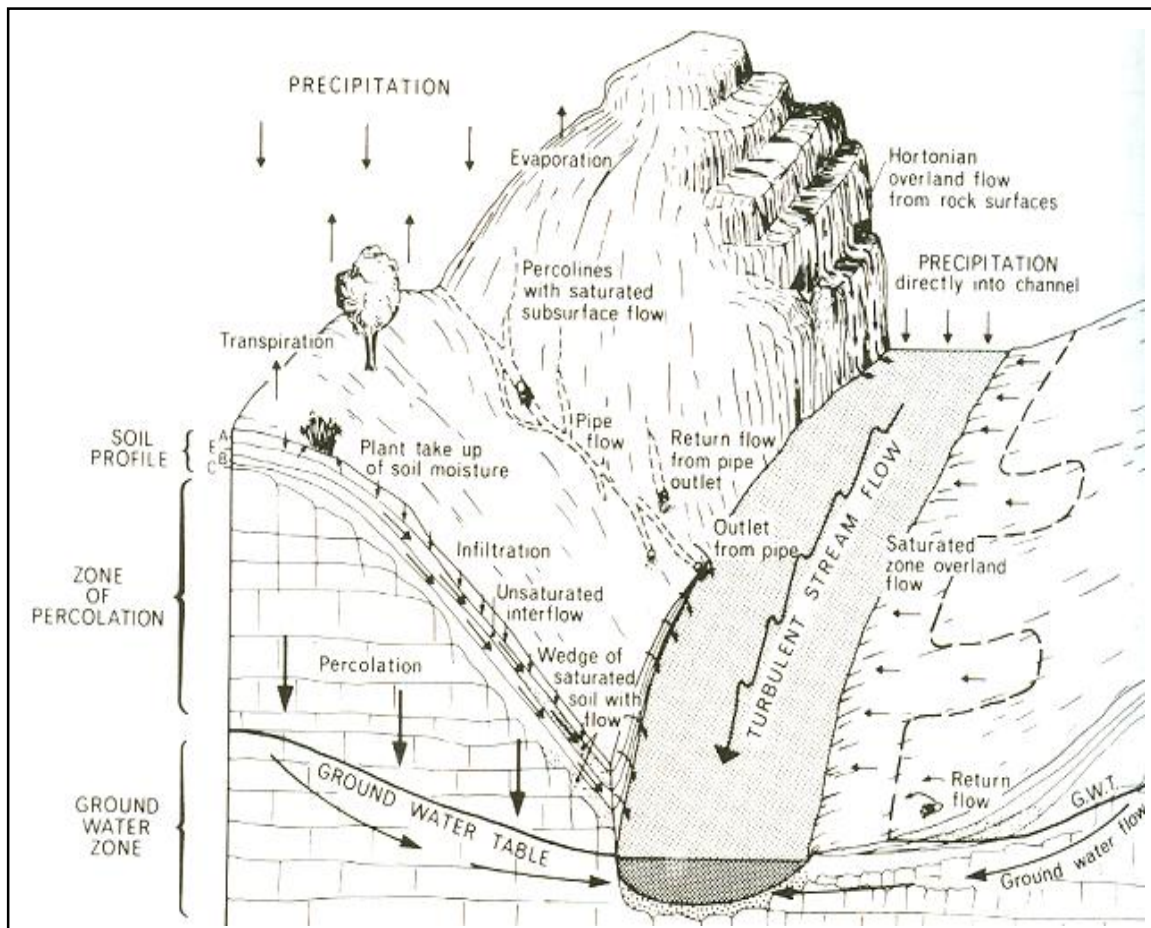 PRECIPITATION
Evaporation
Hortonian
overland flow
from rock surfaces
Percolines
with saturated
subsurface flow
PRECIPITATION
directly into channel
Transpiration
SOIL
PROFILE
A
E
B
C
Plant take up
of soil moisture
Pipe
flow
Return flow
from pipe
outlet
Outlet
from pipe
Infiltration
Unsaturated
interflow
Saturated
zone overland
flow
TURBULENT STREAM FLOW
ZONE
OF
PERCOLATION
Percolation
Wedge of
saturated
soil with
flow
GROUND WATER TABLE
GROUND
WATER
ZONE
Return
flow
G.W.T.
Ground water flow